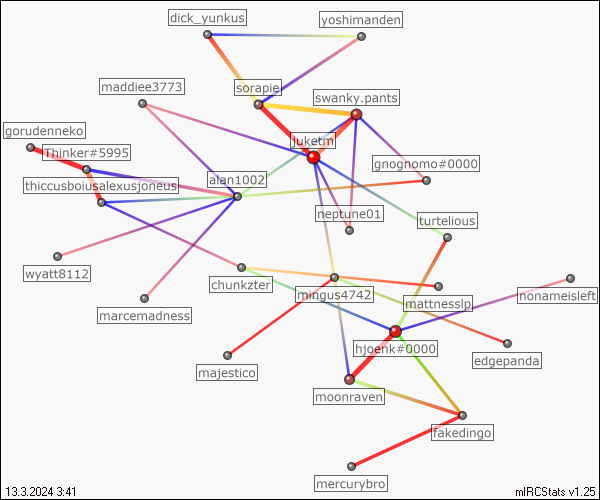 dick_yunkus
yoshimanden
maddiee3773
sorapie
swanky.pants
gorudenneko
Thinker#5995
juketm
gnognomo#0000
thiccusboiusalexusjoneus
alan1002
neptune01
turtelious
wyatt8112
chunkzter
mingus4742
mattnesslp
nonameisleft
marcemadness
hjoenk#0000
edgepanda
majestico
moonraven
fakedingo
mercurybro
13.3.2024 3:41
mIRCStats v1.25